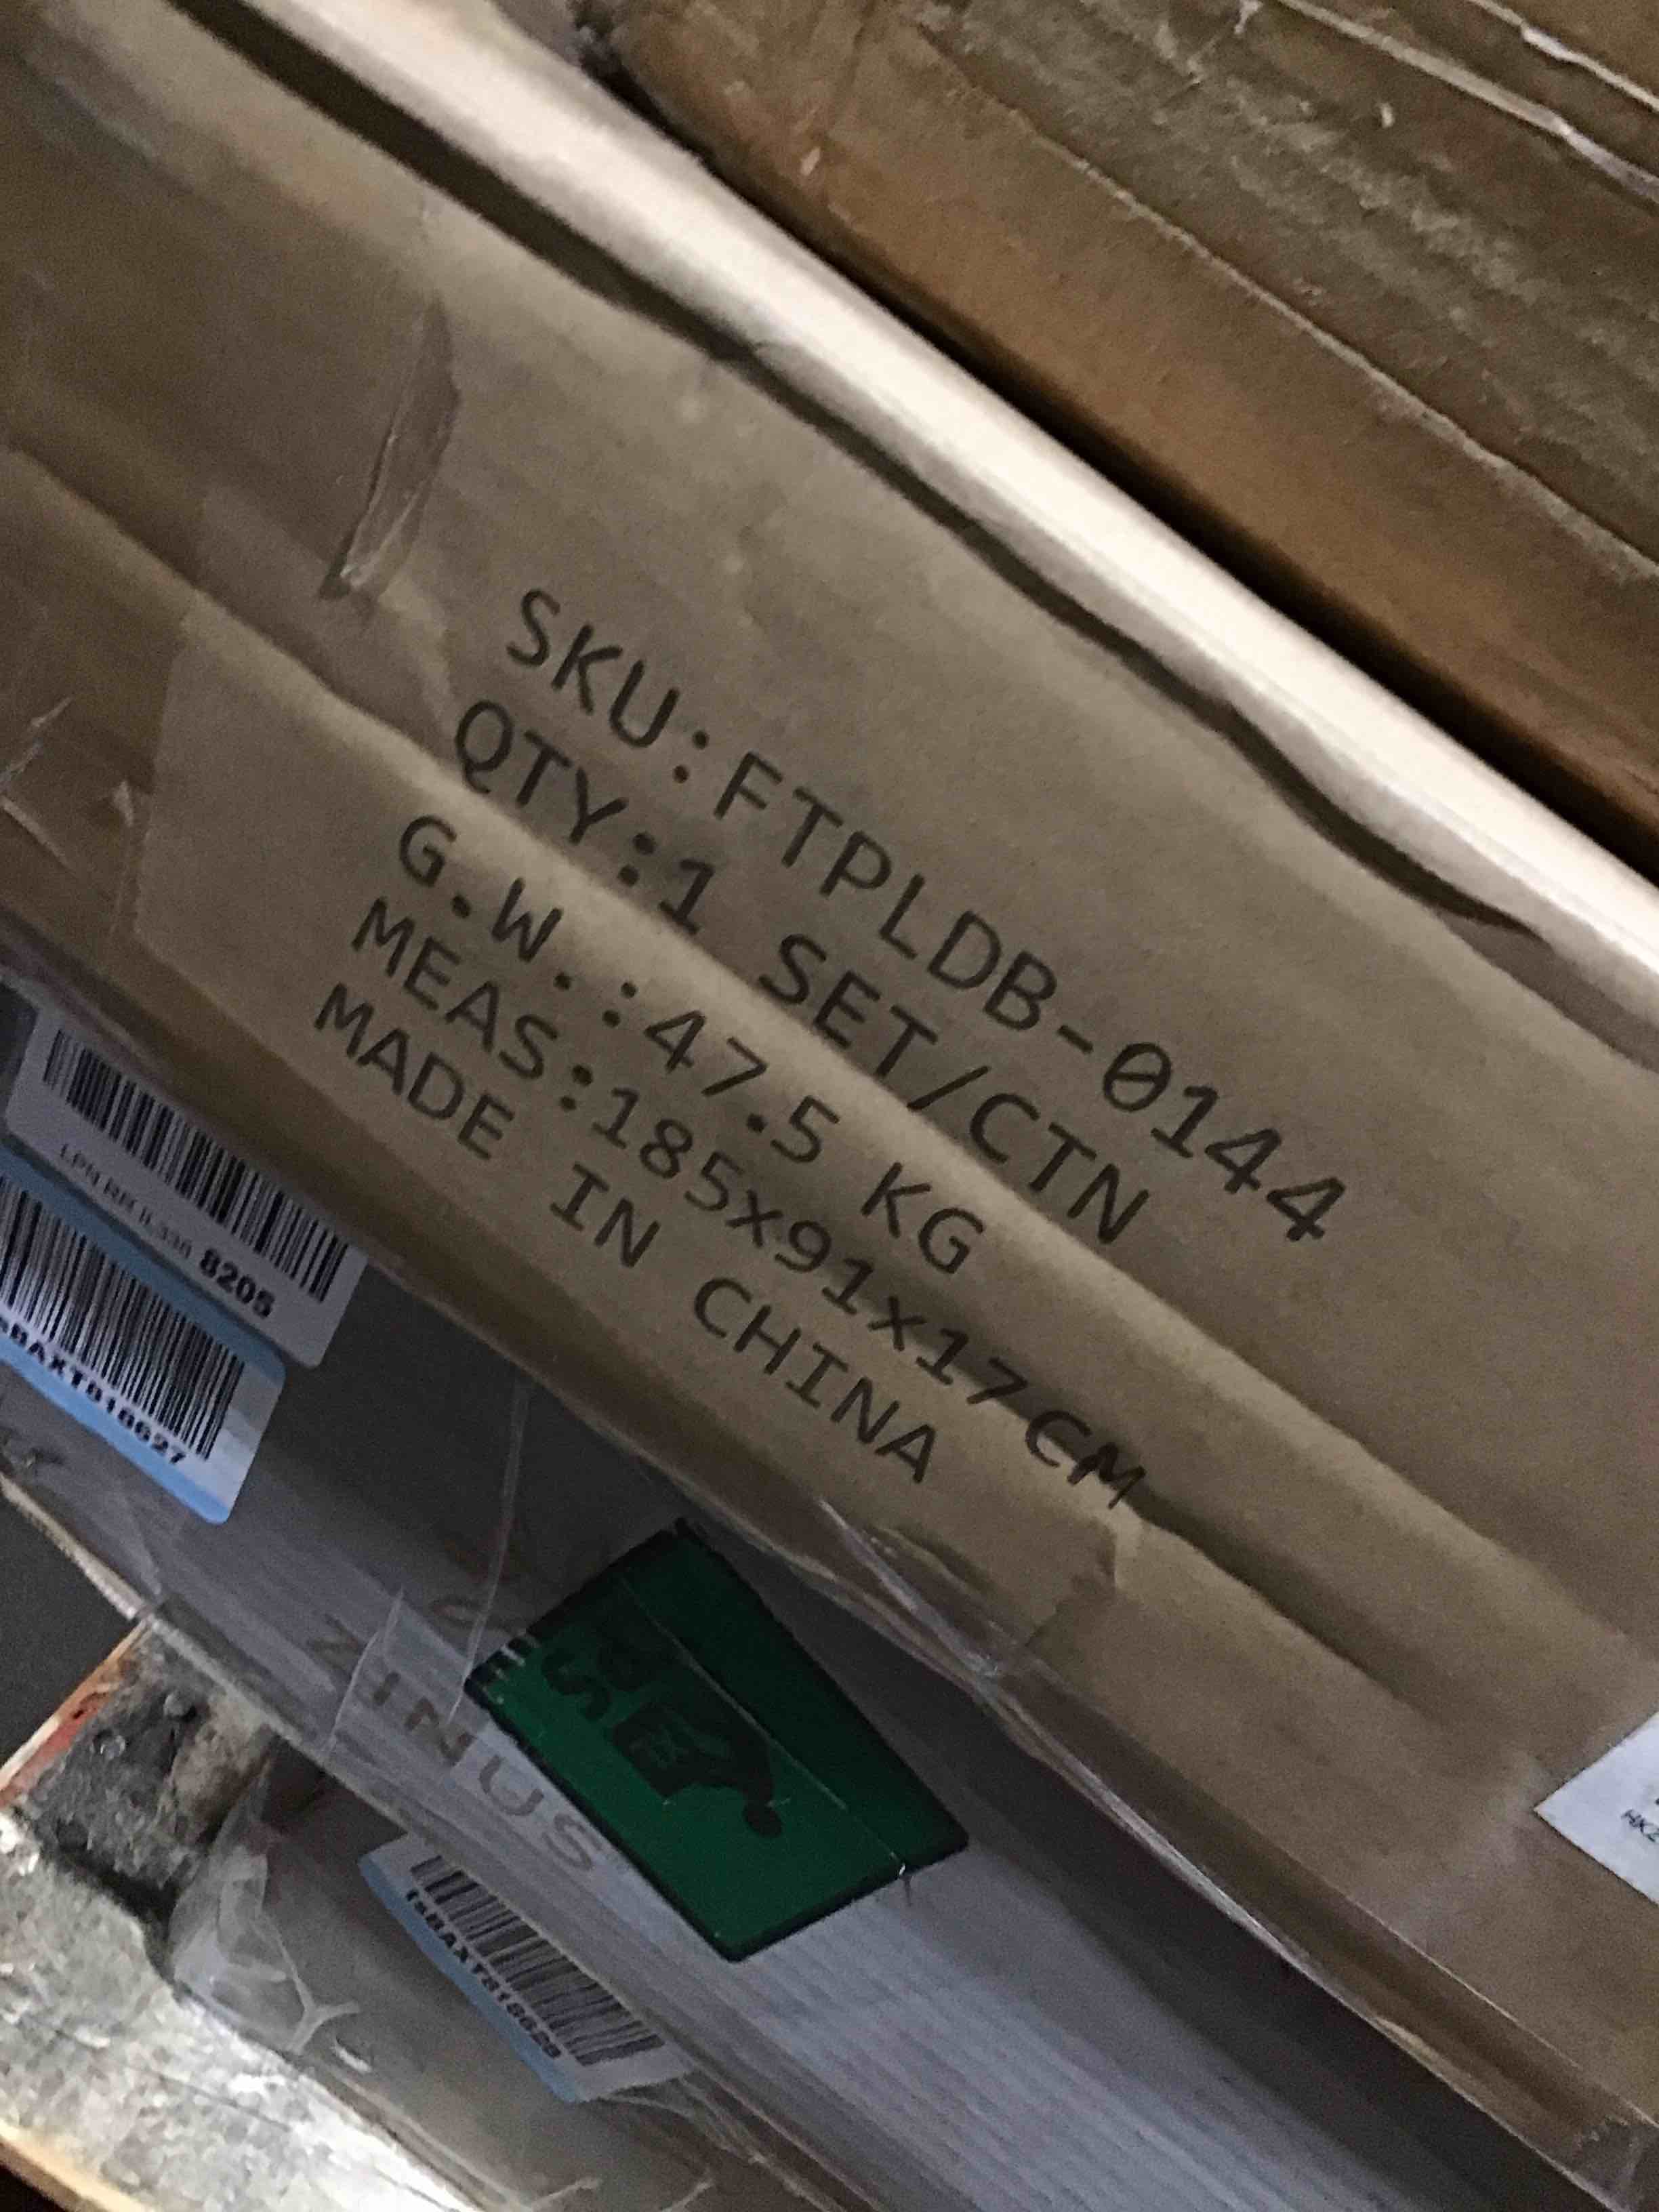 SKU:FTPLDB-0144
QTY:1 SET/CTN
G.W.:47.5 KG
MEAS:185x91x17CM
MADE IN CHINA
8205
ZINUS